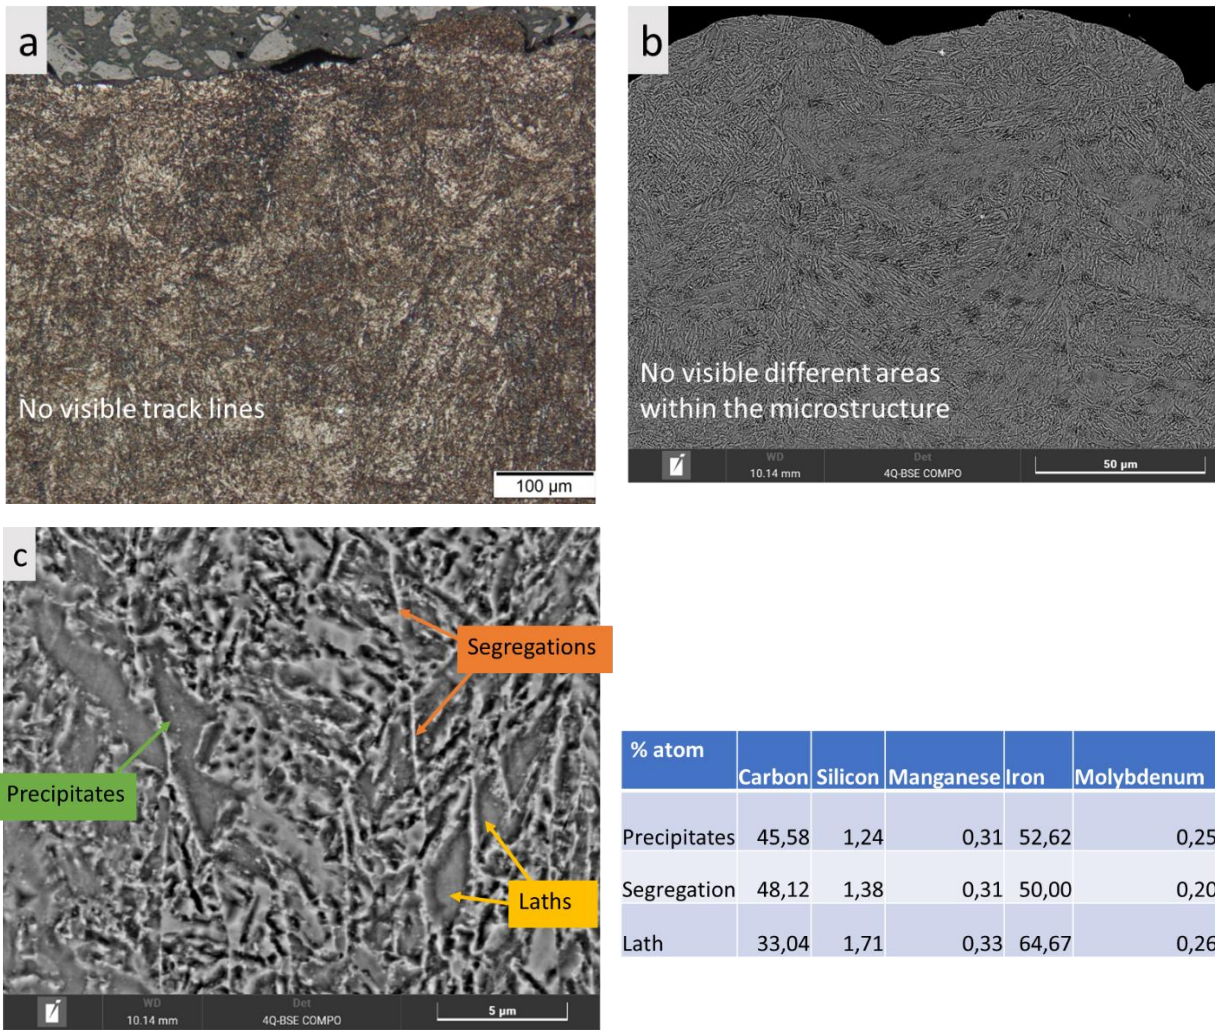 a
No visible track lines
100 µm
b
No visible different areas
within the microstructure
WD
10.14 mm
Det
4Q-BSE COMPO
50 µm
c
Segregations
Precipitates
Laths
WD
10.14 mm
Det
4Q-BSE COMPO
5 µm
% atom Carbon Silicon Manganese Iron Molybdenum
Precipitates 45,58 1,24 0,31 52,62 0,25
Segregation 48,12 1,38 0,31 50,00 0,20
Lath 33,04 1,71 0,33 64,67 0,26